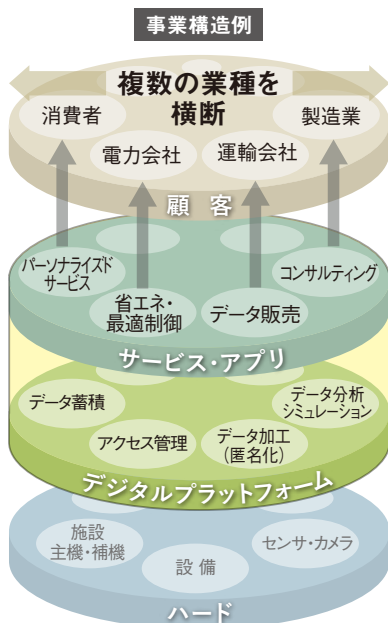 事業構造例
複数の業種を
横断
消費者
製造業
電力会社
運輸会社
顧客
パーソナライズド
サービス
コンサルティング
省エネ・
最適制御
データ販売
サービス・アプリ
データ蓄積
データ分析
シミュレーション
アクセス管理
データ加工
(匿名化)
デジタルプラットフォーム
施設
主機・補機
センサ・カメラ
設備
ハード